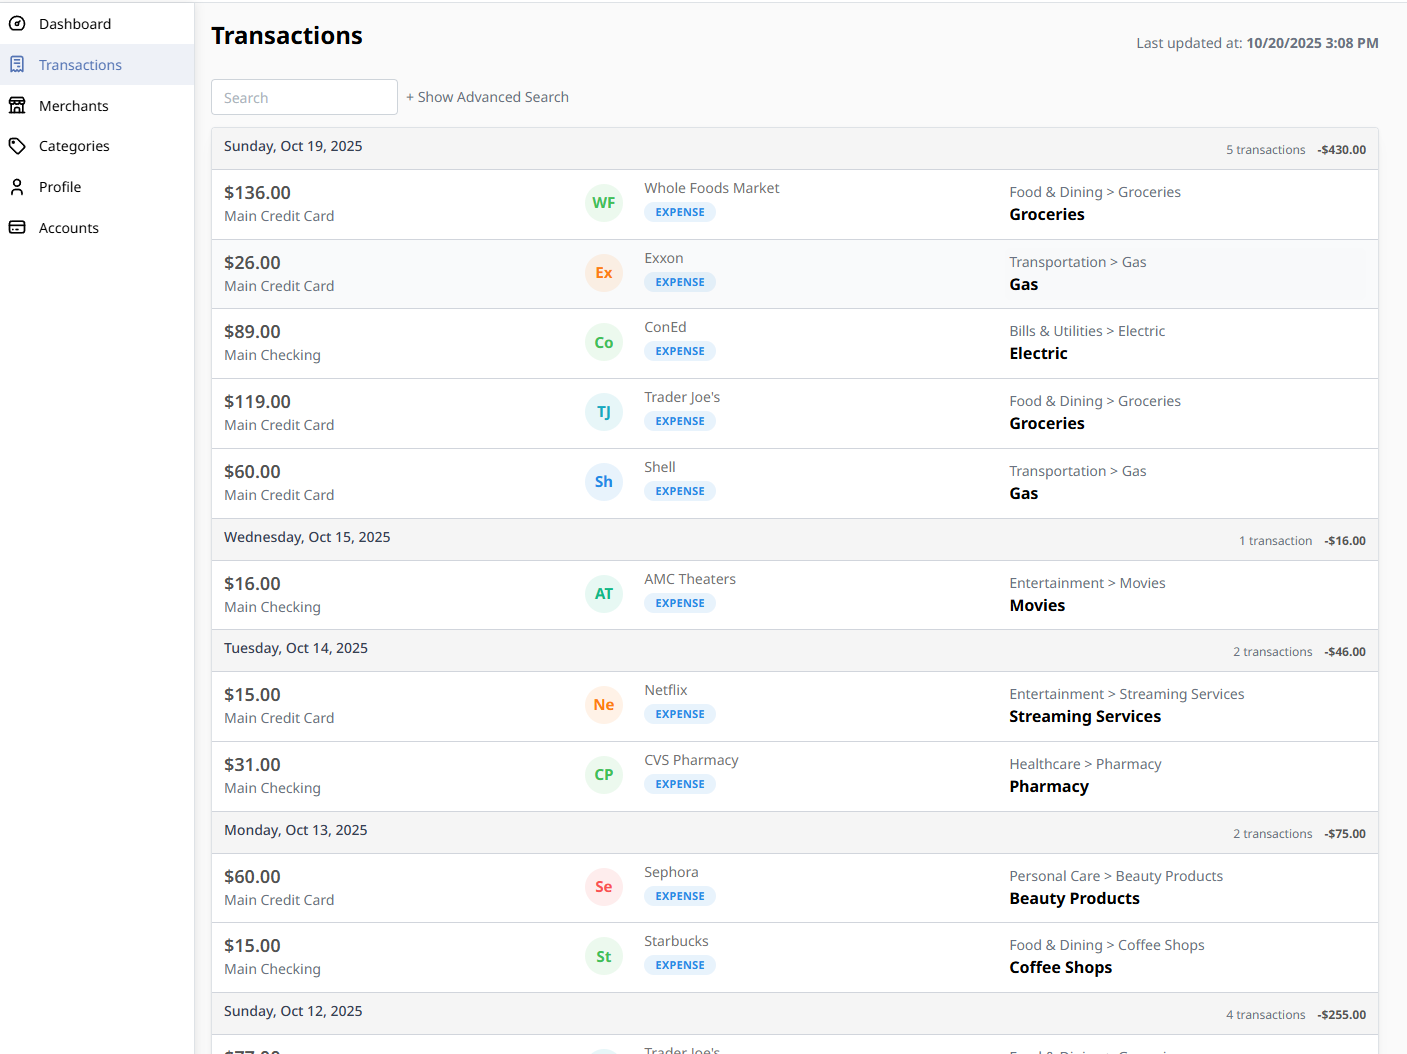 Dashboard
Transactions
Merchants
Categories
Profile
Accounts
Transactions
Last updated at: 10/20/2025 3:08 PM
Search
+ Show Advanced Search
Sunday, Oct 19, 2025
5 transactions -$430.00
$136.00
Main Credit Card
WF
Whole Foods Market
EXPENSE
Food & Dining > Groceries
Groceries
$26.00
Main Credit Card
Ex
Exxon
EXPENSE
Transportation > Gas
Gas
$89.00
Main Checking
Co
ConEd
EXPENSE
Bills & Utilities > Electric
Electric
$119.00
Main Credit Card
TJ
Trader Joe's
EXPENSE
Food & Dining > Groceries
Groceries
$60.00
Main Credit Card
Sh
Shell
EXPENSE
Transportation > Gas
Gas
Wednesday, Oct 15, 2025
1 transaction -$16.00
$16.00
Main Checking
AT
AMC Theaters
EXPENSE
Entertainment > Movies
Movies
Tuesday, Oct 14, 2025
2 transactions -$46.00
$15.00
Main Credit Card
Ne
Netflix
EXPENSE
Entertainment > Streaming Services
Streaming Services
$31.00
Main Checking
CP
CVS Pharmacy
EXPENSE
Healthcare > Pharmacy
Pharmacy
Monday, Oct 13, 2025
2 transactions -$75.00
$60.00
Main Credit Card
Se
Sephora
EXPENSE
Personal Care > Beauty Products
Beauty Products
$15.00
Main Checking
St
Starbucks
EXPENSE
Food & Dining > Coffee Shops
Coffee Shops
Sunday, Oct 12, 2025
4 transactions -$255.00
Trader Joe's